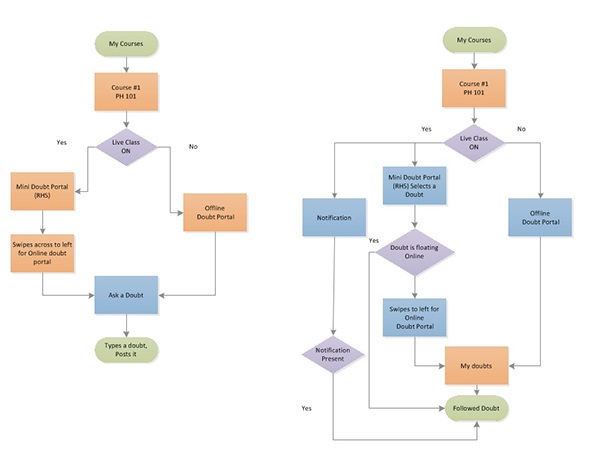 My Courses
Course #1
PH 101
Live Class
ON
Yes
No
Mini Doubt Portal
(RHS)
Offline
Doubt Portal
Swipes across to left
for Online doubt
portal
Ask a Doubt
Types a doubt,
Posts it
My Courses
Course #1
PH 101
Live Class
ON
Yes
No
Notification
Mini Doubt Portal
(RHS) Selects a
Doubt
Offline
Doubt Portal
Yes
Doubt is floating
Online
Swipes to left for
Online
Doubt Portal
Notification
Present
My doubts
Yes
Followed Doubt